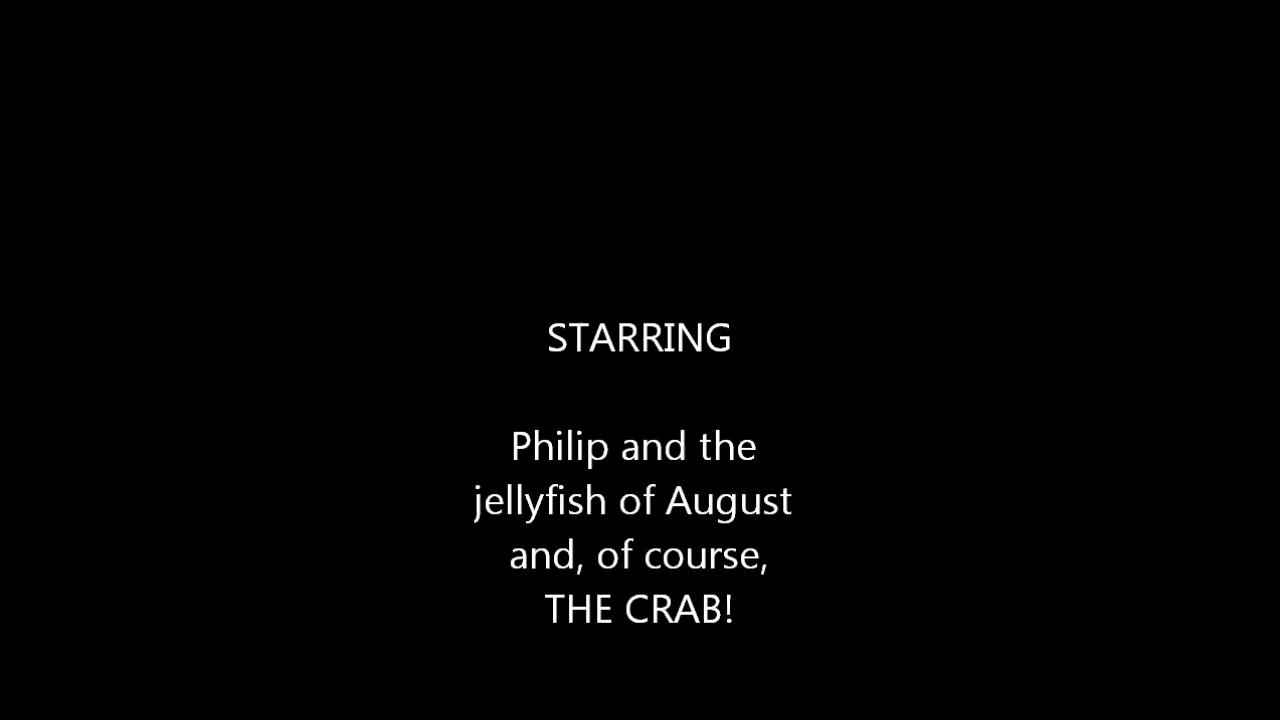 STARRING
Philip and the
jellyfish of August
and, of course,
THE CRAB!